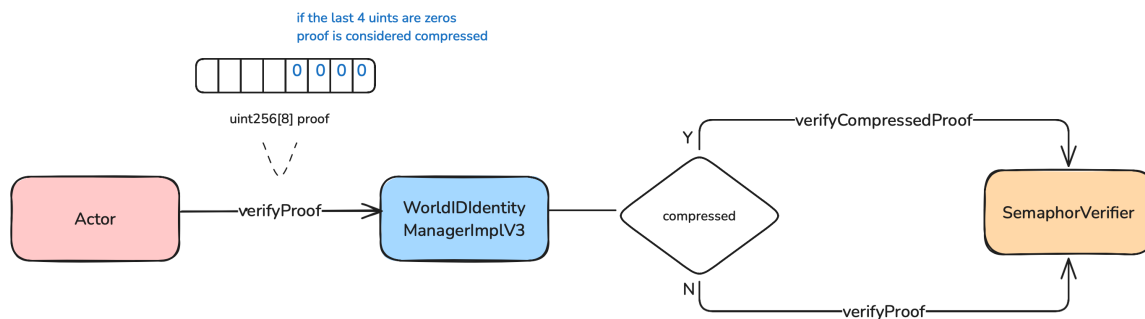 if the last 4 uints are zeros
proof is considered compressed
0 0 0 0
uint256[8] proof
Actor
verifyProof
WorldIDIdentity
ManagerImplV3
compressed
Y
verifyCompressedProof
N
verifyProof
SemaphorVerifier